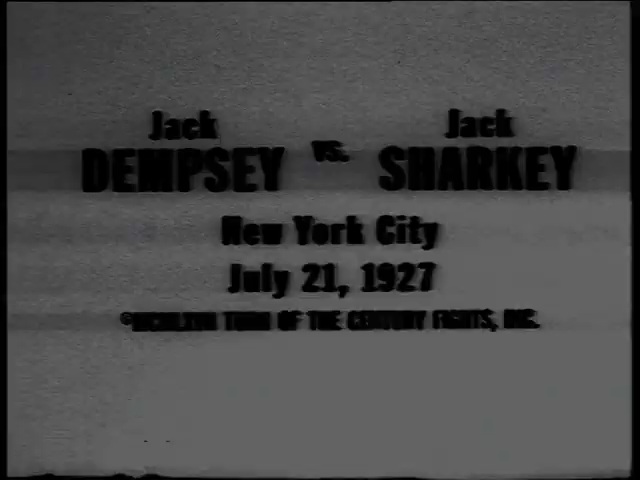 Jack Jack
DEMPSEY vs. SHARKEY
New York City
July 21, 1927
TURN OF THE CENTURY FIGHTS, INC.